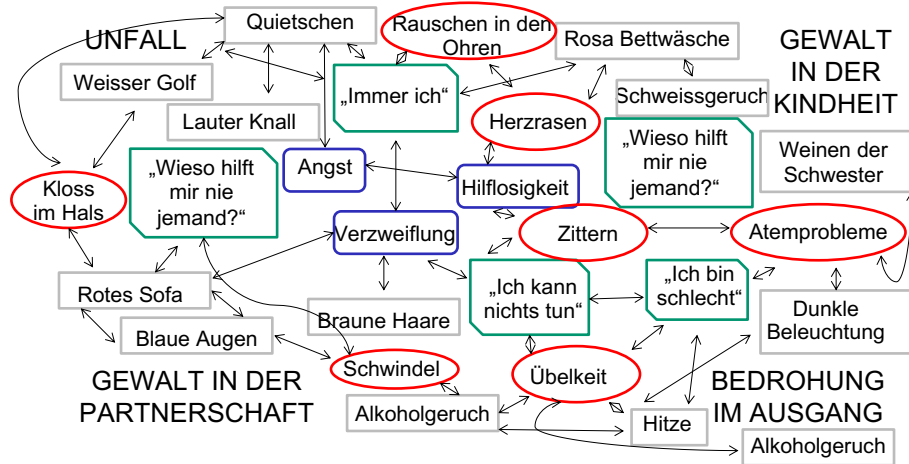 Quietschen
Rauschen in den
Ohren
UNFALL
Rosa Bettwäsche
GEWALT
IN DER
KINDHEIT
Weisser Golf
„Immer ich“
Schweissgeruch
Lauter Knall
Herzrasen
„Wieso hilft
mir nie
jemand?“
„Wieso hilft
mir nie
jemand?“
Weinen der
Schwester
Angst
Kloss
im Hals
Hilflosigkeit
Verzweiflung
Zittern
Atemprobleme
„Ich kann
nichts tun“
„Ich bin
schlecht“
Rotes Sofa
Braune Haare
Dunkle
Beleuchtung
Blaue Augen
Schwindel
Übelkeit
GEWALT IN DER
PARTNERSCHAFT
BEDROHUNG
IM AUSGANG
Alkoholgeruch
Hitze
Alkoholgeruch